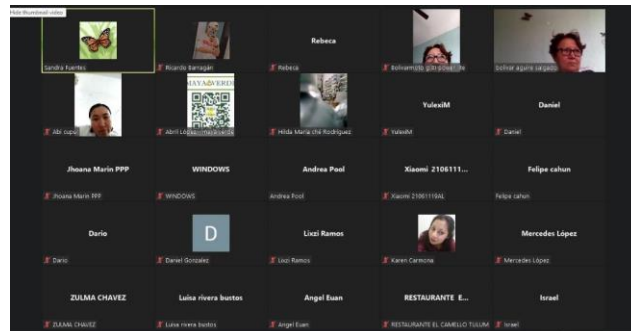 Hide thumbnail video
Sandra Fuentes
Ricardo Barragán
Rebeca
Rebeca
bolivar aguire salgado
Abi cupul
MAYA VERDE
Abril López - maya verde
Hilda Maria ché Rodríguez
YulexiM
YulexiM
Daniel
Daniel
Jhoana Marin PPP
Jhoana Marin PPP
WINDOWS
WINDOWS
Andrea Pool
Andrea Pool
Xiaomi 2106111...
Xiaomi 21061119AL
Felipe cahun
Felipe cahun
Dario
Dario
D
Daniel Gonzalez
Lixzi Ramos
Lixzi Ramos
Karen Carmona
Mercedes López
Mercedes López
ZULMA CHAVEZ
ZULMA CHAVEZ
Luisa rivera bustos
Luisa rivera bustos
Angel Euan
Angel Euan
RESTAURANTE E...
RESTAURANTE EL CAMELLO TULUM
Israel
Israel